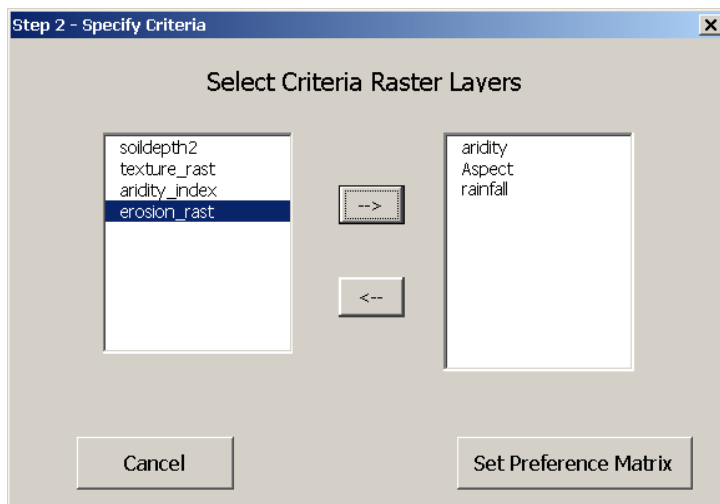 Step 2 - Specify Criteria
Select Criteria Raster Layers
soildepth2
texture_rast
aridity_index
erosion_rast
-->
<--
aridity
Aspect
rainfall
Cancel
Set Preference Matrix